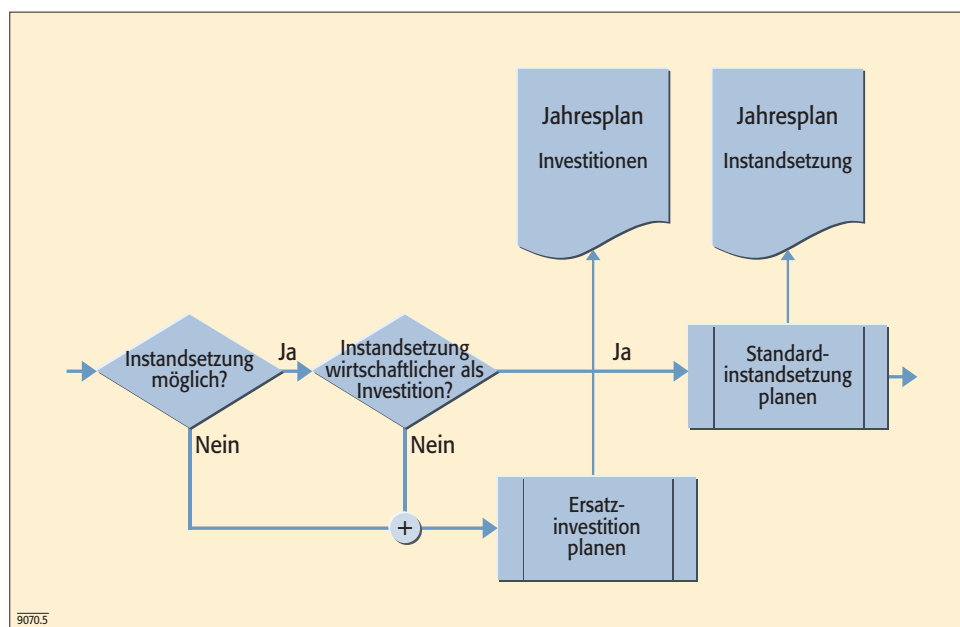 Jahresplan
Investitionen
Jahresplan
Instandsetzung
Instandsetzung
möglich?
Ja
Instandsetzung
wirtschaftlicher als
Investition?
Ja
Standard-
instandsetzung
planen
Nein
Nein
+
Ersatz-
investition
planen
9070.5